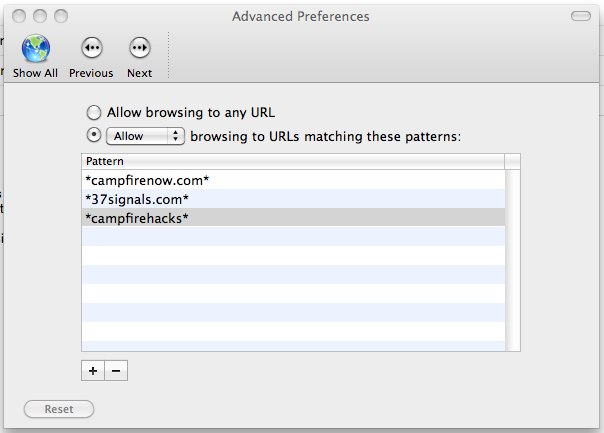 Advanced Preferences
Show All Previous Next
Allow browsing to any URL
Allow browsing to URLs matching these patterns:
Pattern
*campfirenow.com*
*37signals.com*
*campfirehacks*
+ −
Reset